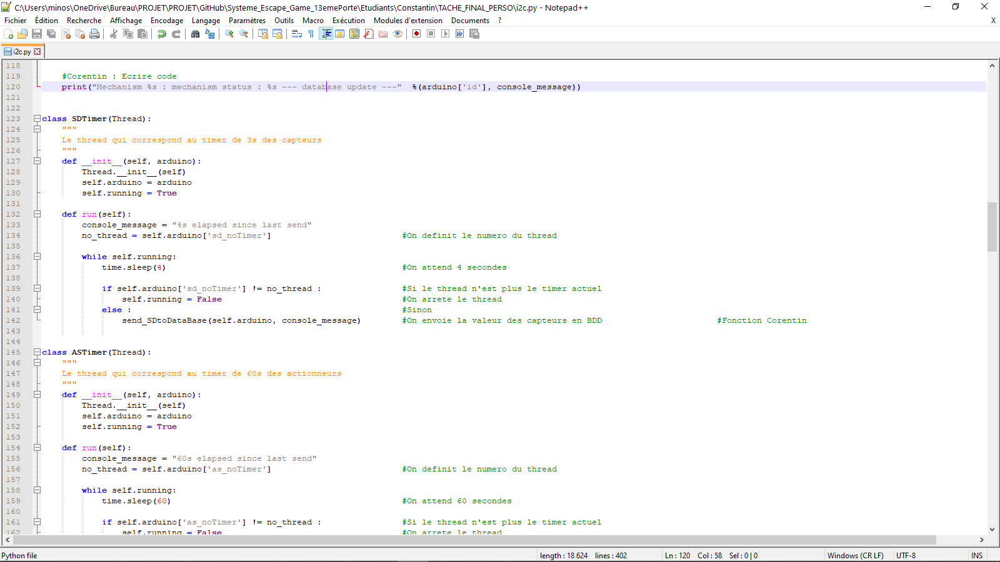 C:\Users\minos\OneDrive\Bureau\PROJET\PROJET\GitHub\Systeme_Escape_Game_13emePorte\Etudiants\Constantin\TACHE_FINAL_PERSO\i2c.py - Notepad++
Fichier Édition Recherche Affichage Encodage Langage Paramètres Outils Macro Exécution Modules d'extension Documents ? X
i2c.py
118
119 #Corentin : Ecrire code
120 print("Mechanism %s : mechanism status : %s --- database update ---" %(arduino['id'], console_message))
121
122
123 class SDTimer(Thread):
124 """
125 Le thread qui correspond au timer de 3s des capteurs
126 """
127 def __init__(self, arduino):
128 Thread.__init__(self)
129 self.arduino = arduino
130 self.running = True
131
132 def run(self):
133 console_message = "4s elapsed since last send"
134 no_thread = self.arduino['sd_noTimer'] #On definit le numero du thread
135
136 while self.running:
137 time.sleep(4) #On attend 4 secondes
138
139 if self.arduino['sd_noTimer'] != no_thread : #Si le thread n'est plus le timer actuel
140 self.running = False #On arrete le thread
141 else : #Sinon
142 send_SDtoDataBase(self.arduino, console_message) #On envoie la valeur des capteurs en BDD #Fonction Corentin
143
144
145 class ASTimer(Thread):
146 """
147 Le thread qui correspond au timer de 60s des actionneurs
148 """
149 def __init__(self, arduino):
150 Thread.__init__(self)
151 self.arduino = arduino
152 self.running = True
153
154 def run(self):
155 console_message = "60s elapsed since last send"
156 no_thread = self.arduino['as_noTimer'] #On definit le numero du thread
157
158 while self.running:
159 time.sleep(60) #On attend 60 secondes
160
161 if self.arduino['as_noTimer'] != no_thread : #Si le thread n'est plus le timer actuel
162 self.running = False #On arrete le thread
Python file length : 18 624 lines : 402 Ln : 120 Col : 58 Sel : 0 | 0 Windows (CR LF) UTF-8 INS